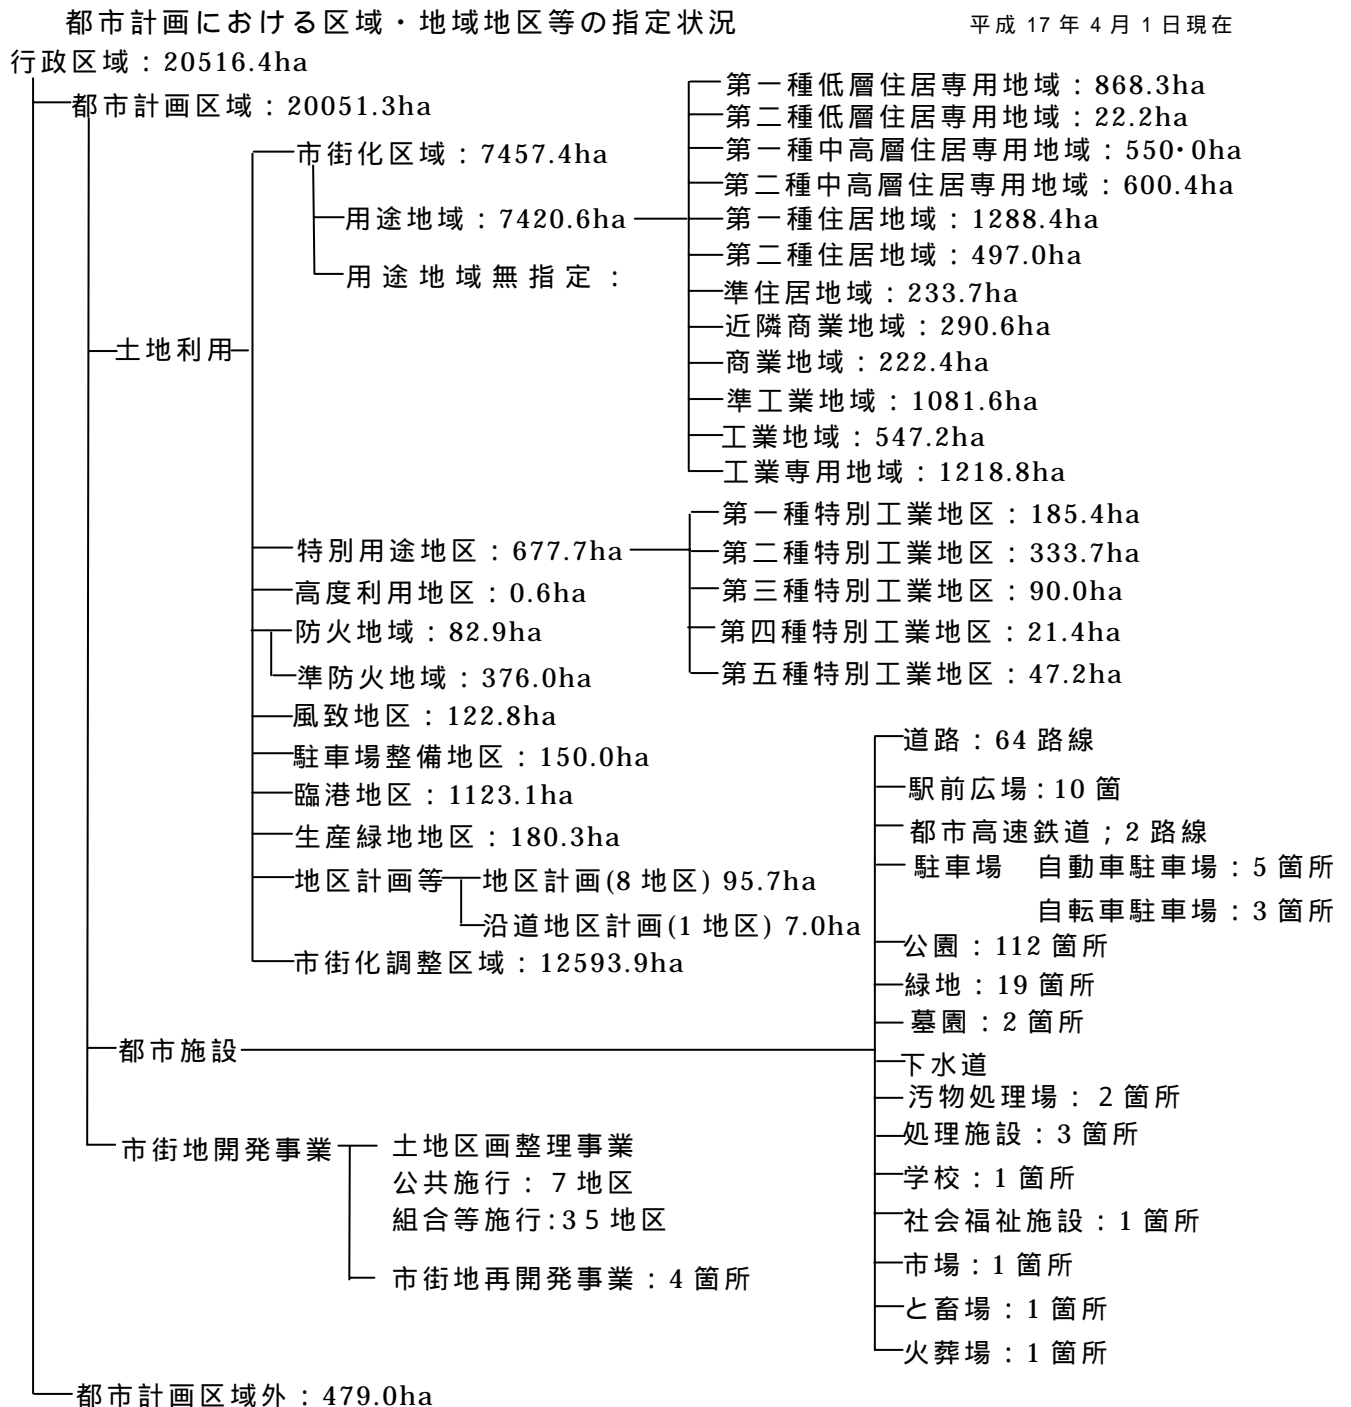 都市計画における区域・地域地区等の指定状況
平成17年4月1日現在
行政区域：20516.4ha
都市計画区域：20051.3ha
土地利用
市街化区域：7457.4ha
用途地域：7420.6ha
第一種低層住居専用地域：868.3ha
第二種低層住居専用地域：22.2ha
第一種中高層住居専用地域：550・0ha
第二種中高層住居専用地域：600.4ha
第一種住居地域：1288.4ha
第二種住居地域：497.0ha
準住居地域：233.7ha
近隣商業地域：290.6ha
商業地域：222.4ha
準工業地域：1081.6ha
工業地域：547.2ha
工業専用地域：1218.8ha
用途地域無指定：
特別用途地区：677.7ha
第一種特別工業地区：185.4ha
第二種特別工業地区：333.7ha
第三種特別工業地区：90.0ha
第四種特別工業地区：21.4ha
第五種特別工業地区：47.2ha
高度利用地区：0.6ha
防火地域：82.9ha
準防火地域：376.0ha
風致地区：122.8ha
駐車場整備地区：150.0ha
臨港地区：1123.1ha
生産緑地地区：180.3ha
地区計画等
地区計画(8地区) 95.7ha
沿道地区計画(1地区) 7.0ha
市街化調整区域：12593.9ha
都市施設
道路：64路線
駅前広場：10箇
都市高速鉄道；2路線
駐車場　自動車駐車場：5箇所
自転車駐車場：3箇所
公園：112箇所
緑地：19箇所
墓園：2箇所
下水道
汚物処理場：２箇所
処理施設：3箇所
学校：1箇所
社会福祉施設：1箇所
市場：1箇所
と畜場：1箇所
火葬場：1箇所
市街地開発事業
土地区画整理事業
公共施行：７地区
組合等施行:３５地区
市街地再開発事業：4箇所
都市計画区域外：479.0ha